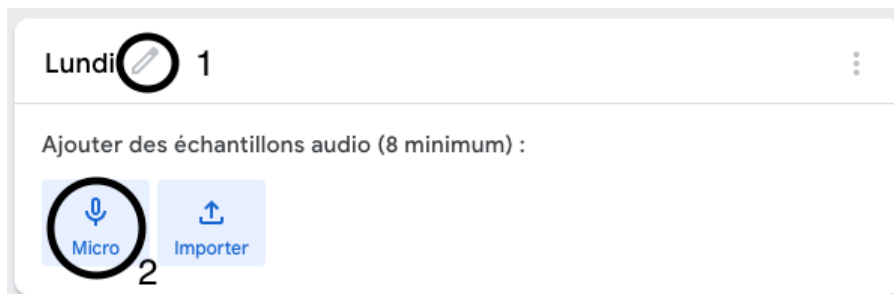 Lundi 1
Ajouter des échantillons audio (8 minimum) :
Micro Importer
2